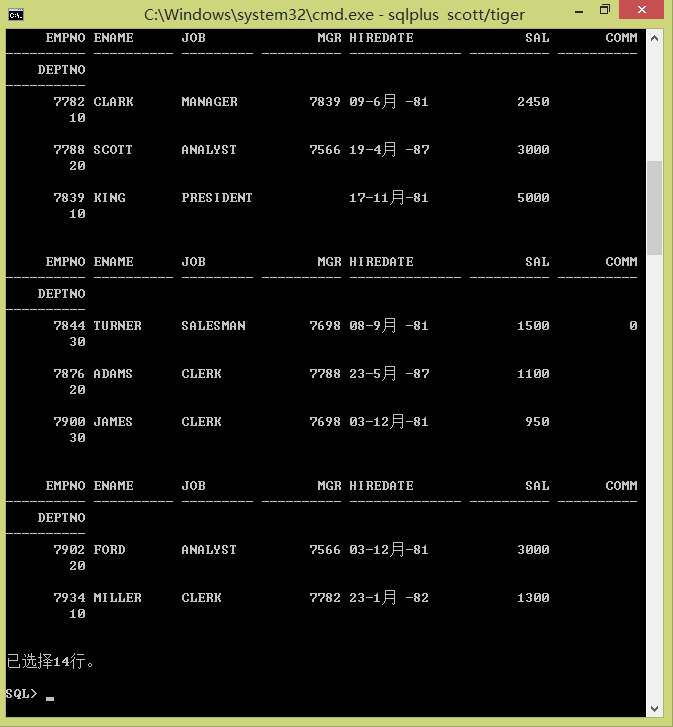 C:\Windows\system32\cmd.exe - sqlplus scott/tiger
EMPNO ENAME JOB MGR HIREDATE SAL COMM
---------- ---------- --------- ---------- -------------- ---------- ----------
DEPTNO
----------
7782 CLARK MANAGER 7839 09-6月 -81 2450
10
7788 SCOTT ANALYST 7566 19-4月 -87 3000
20
7839 KING PRESIDENT 17-11月-81 5000
10
EMPNO ENAME JOB MGR HIREDATE SAL COMM
---------- ---------- --------- ---------- -------------- ---------- ----------
DEPTNO
----------
7844 TURNER SALESMAN 7698 08-9月 -81 1500 0
30
7876 ADAMS CLERK 7788 23-5月 -87 1100
20
7900 JAMES CLERK 7698 03-12月-81 950
30
EMPNO ENAME JOB MGR HIREDATE SAL COMM
---------- ---------- --------- ---------- -------------- ---------- ----------
DEPTNO
----------
7902 FORD ANALYST 7566 03-12月-81 3000
20
7934 MILLER CLERK 7782 23-1月 -82 1300
10
已选择14行。
SQL> _